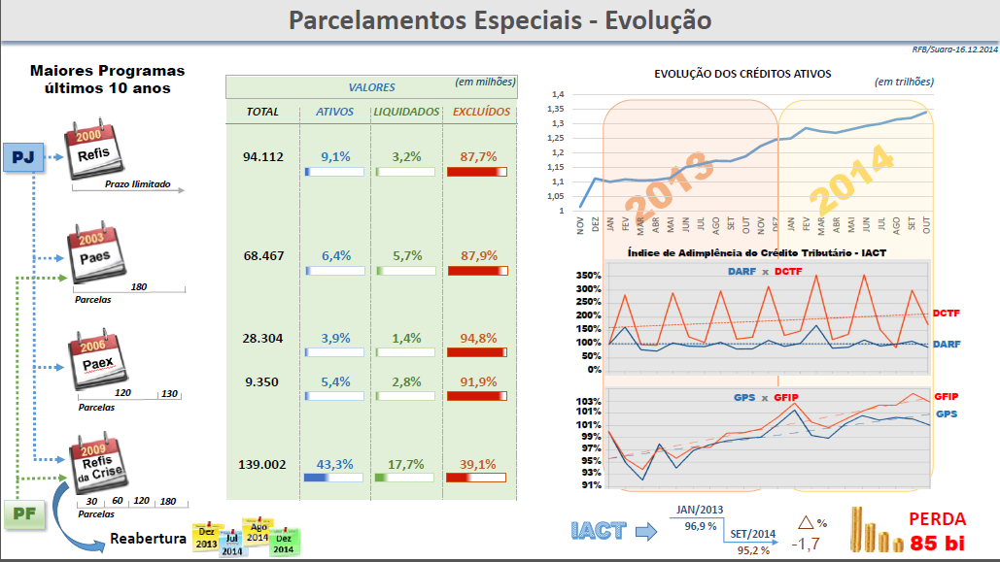 Parcelamentos Especiais - Evolução
RFB/Suara-16.12.2014
Maiores Programas
últimos 10 anos
PJ
2000
Refis
Prazo Ilimitado
2003
Paes
180
Parcelas
2006
Paex
120 130
Parcelas
2009
Refis
da Crise
30 60 120 180
Parcelas
PF
Reabertura
Dez
2013
Jul
2014
Ago
2014
Dez
2014
VALORES
(em milhões)
TOTAL ATIVOS LIQUIDADOS EXCLUÍDOS
94.112 9,1% 3,2% 87,7%
68.467 6,4% 5,7% 87,9%
28.304 3,9% 1,4% 94,8%
9.350 5,4% 2,8% 91,9%
139.002 43,3% 17,7% 39,1%
EVOLUÇÃO DOS CRÉDITOS ATIVOS
(em trilhões)
1,4
1,35
1,3
1,25
1,2
1,15
1,1
1,05
1
2013
2014
NOV DEZ JAN FEV MAR ABR MAI JUN JUL AGO SET OUT NOV DEZ JAN FEV MAR ABR MAI JUN JUL AGO SET OUT
Índice de Adimplência do Crédito Tributário - IACT
DARF x DCTF
350%
300%
250%
200%
150%
100%
50%
0%
DCTF
DARF
GPS x GFIP
103%
101%
101%
99%
97%
95%
93%
91%
GFIP
GPS
IACT
JAN/2013
96,9 %
SET/2014
95,2 %
△ %
-1,7
PERDA
85 bi